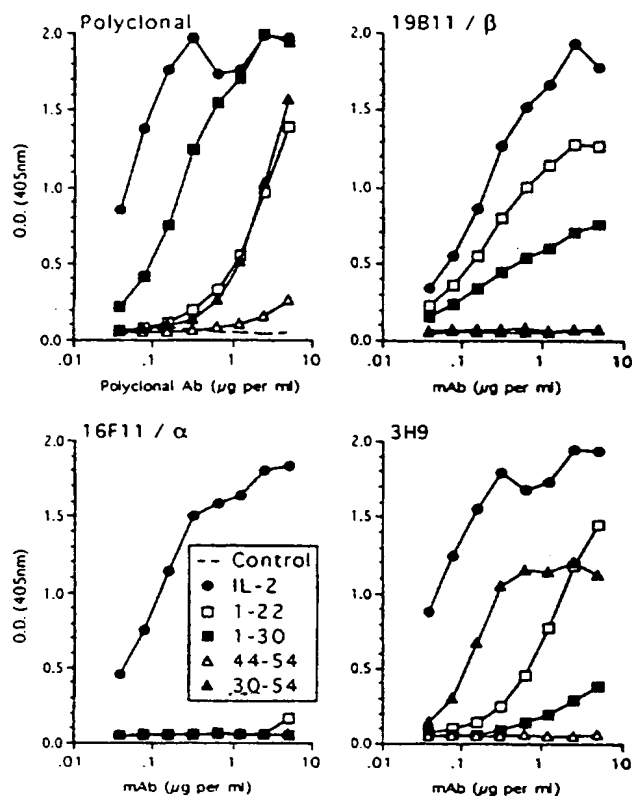 Polyclonal
2.0
1.5
1.0
0.5
0.0
O.D. (405nm)
.01 .1 1 10
Polyclonal Ab (µg per ml)
19B11 / β
2.0
1.5
1.0
0.5
0.0
O.D. (405nm)
.01 .1 1 10
mAb (µg per ml)
16F11 / α
2.0
1.5
1.0
0.5
0.0
O.D. (405nm)
Control
IL-2
1-22
1-30
44-54
30-54
.01 .1 1 10
mAb (µg per ml)
3H9
2.0
1.5
1.0
0.5
0.0
O.D. (405nm)
.01 .1 1 10
mAb (µg per ml)